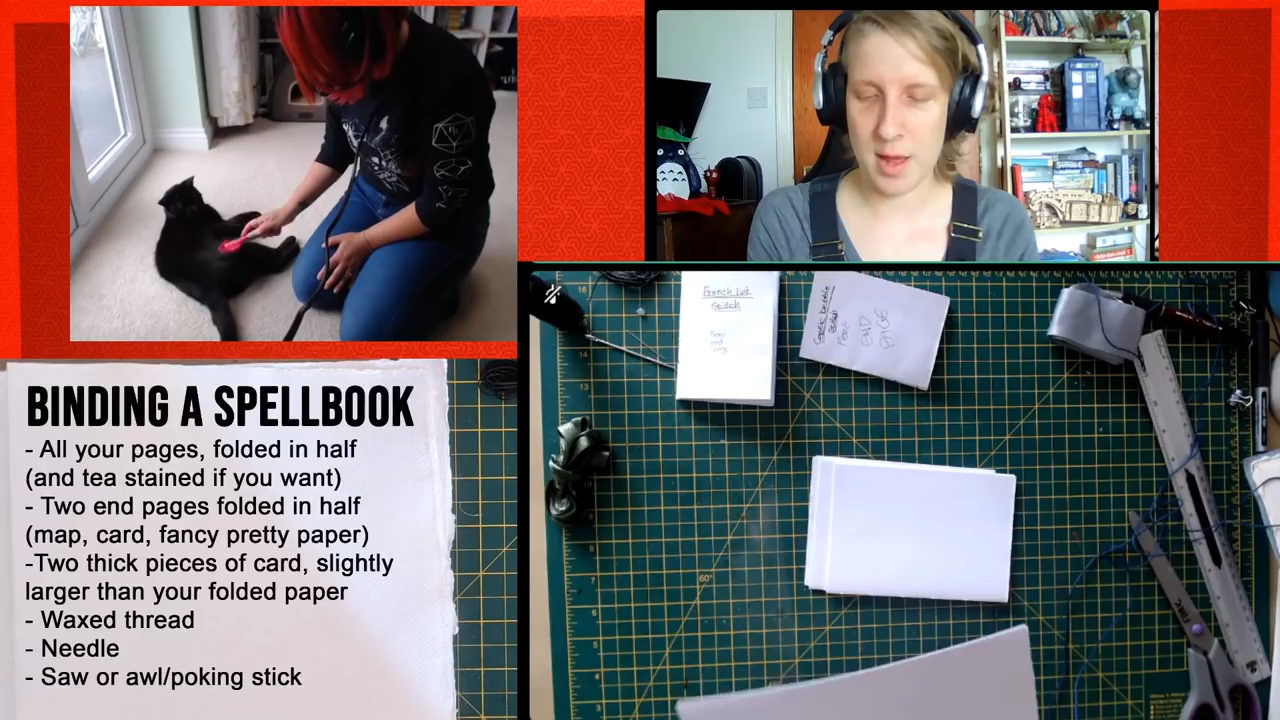 BINDING A SPELLBOOK
- All your pages, folded in half
(and tea stained if you want)
- Two end pages folded in half
(map, card, fancy pretty paper)
-Two thick pieces of card, slightly
larger than your folded paper
- Waxed thread
- Needle
- Saw or awl/poking stick
French link
stitch
END
PAGE
60°